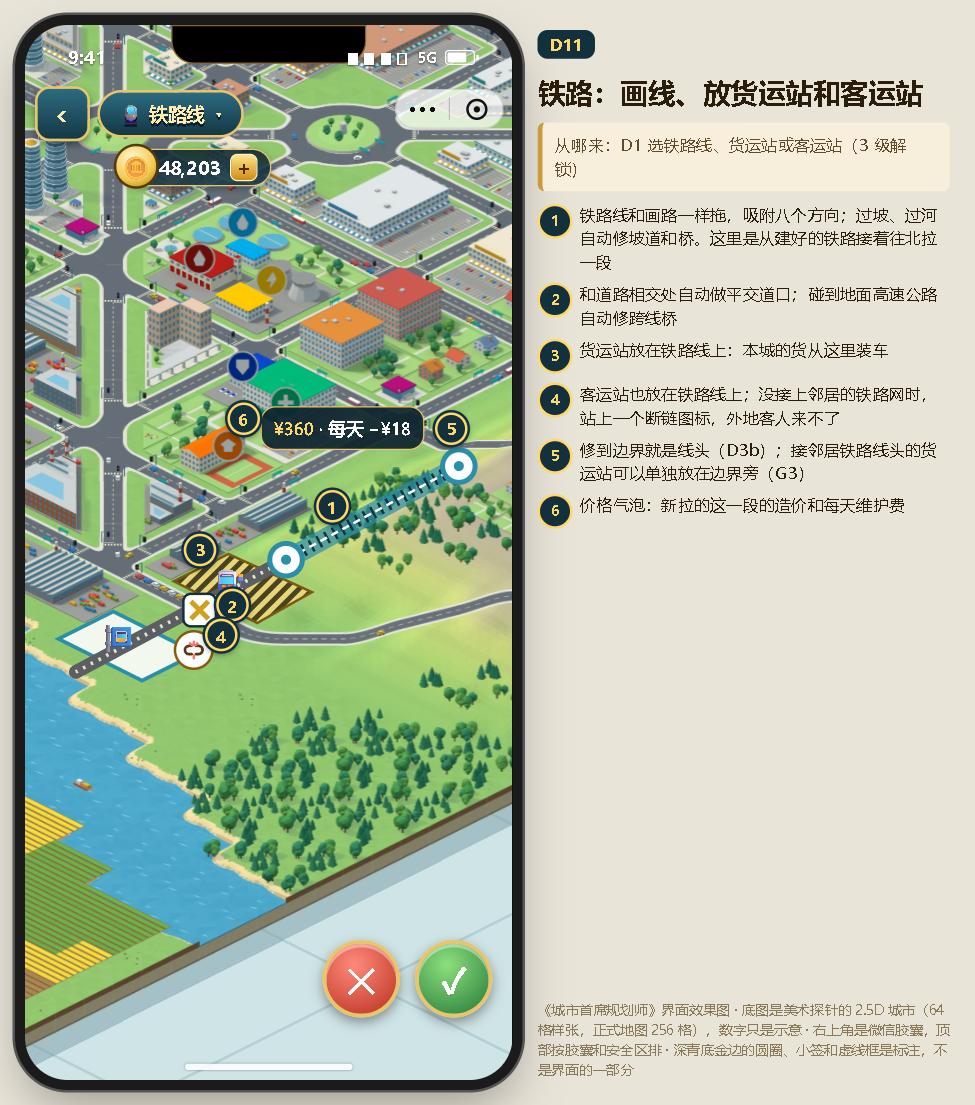 9:41
5G
铁路线
48,203
+
6
¥360 · 每天 −¥18
5
1
3
2
4
D11
铁路：画线、放货运站和客运站
从哪来：D1 选铁路线、货运站或客运站（3 级解
锁）
1 铁路线和画路一样拖，吸附八个方向；过坡、过河
自动修坡道和桥。这里是从建好的铁路接着往北拉
一段
2 和道路相交处自动做平交道口；碰到地面高速公路
自动修跨线桥
3 货运站放在铁路线上：本城的货从这里装车
4 客运站也放在铁路线上；没接上邻居的铁路网时，
站上一个断链图标，外地客人来不了
5 修到边界就是线头（D3b）；接邻居铁路线头的货
运站可以单独放在边界旁（G3）
6 价格气泡：新拉的这一段的造价和每天维护费
《城市首席规划师》界面效果图 · 底图是美术探针的 2.5D 城市（64
格样张，正式地图 256 格），数字只是示意 · 右上角是微信胶囊，顶
部按胶囊和安全区排 · 深青底金边的圆圈、小签和虚线框是标注，不
是界面的一部分